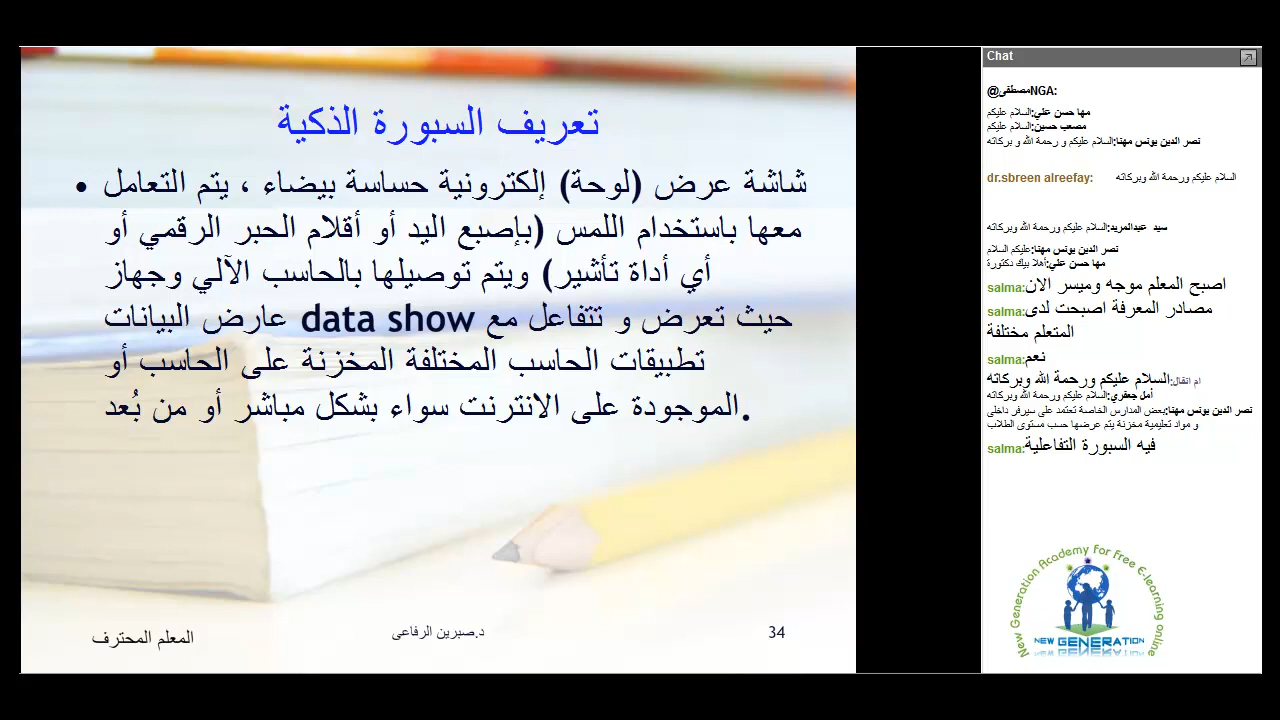 تعريف السبورة الذكية
• شاشة عرض (لوحة) إلكترونية حساسة بيضاء ، يتم التعامل
معها باستخدام اللمس (بإصبع اليد أو أقلام الحبر الرقمي أو
أي أداة تأشير) ويتم توصيلها بالحاسب الآلي وجهاز
عارض البيانات data show حيث تعرض و تتفاعل مع
تطبيقات الحاسب المختلفة المخزنة على الحاسب أو
الموجودة على الانترنت سواء بشكل مباشر أو من بُعد.
المعلم المحترف
د.صبرين الرفاعى
34
Chat
@مصطفىNGA:
مها حسن علي:السلام عليكم
مصعب حسين:السلام عليكم
نصر الدين يونس مهنا:السلام عليكم و رحمة الله و بركاته
dr.sbreen alreefay: السلام عليكم ورحمة الله وبركاته
سيد عبدالمريد:السلام عليكم ورحمة الله وبركاته
نصر الدين يونس مهنا:عليكم السلام
مها حسن علي:أهلا بيك دكتورة
salma:اصبح المعلم موجه وميسر الان
salma:مصادر المعرفة اصبحت لدى
المتعلم مختلفة
salma:نعم
ام انفال:السلام عليكم ورحمة الله وبركاته
أمل جعفري:السلام عليكم ورحمة الله وبركاته
نصر الدين يونس مهنا:بعض المدارس الخاصة تعتمد على سيرفر داخلى
و مواد تعليمية مخزنة يتم عرضها حسب مستوى الطلاب
salma:فيه السبورة التفاعلية
New Generation Academy For Free E-learning online
NEW GENERATION